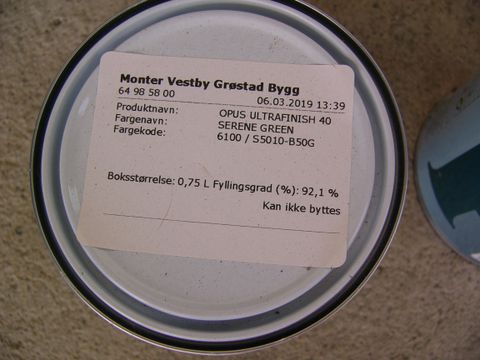 Monter Vestby Grøstad Bygg
64 98 58 00 06.03.2019 13:39
Produktnavn: OPUS ULTRAFINISH 40
Fargenavn: SERENE GREEN
Fargekode: 6100 / S5010-B50G
Boksstørrelse: 0,75 L Fyllingsgrad (%): 92,1 %
Kan ikke byttes